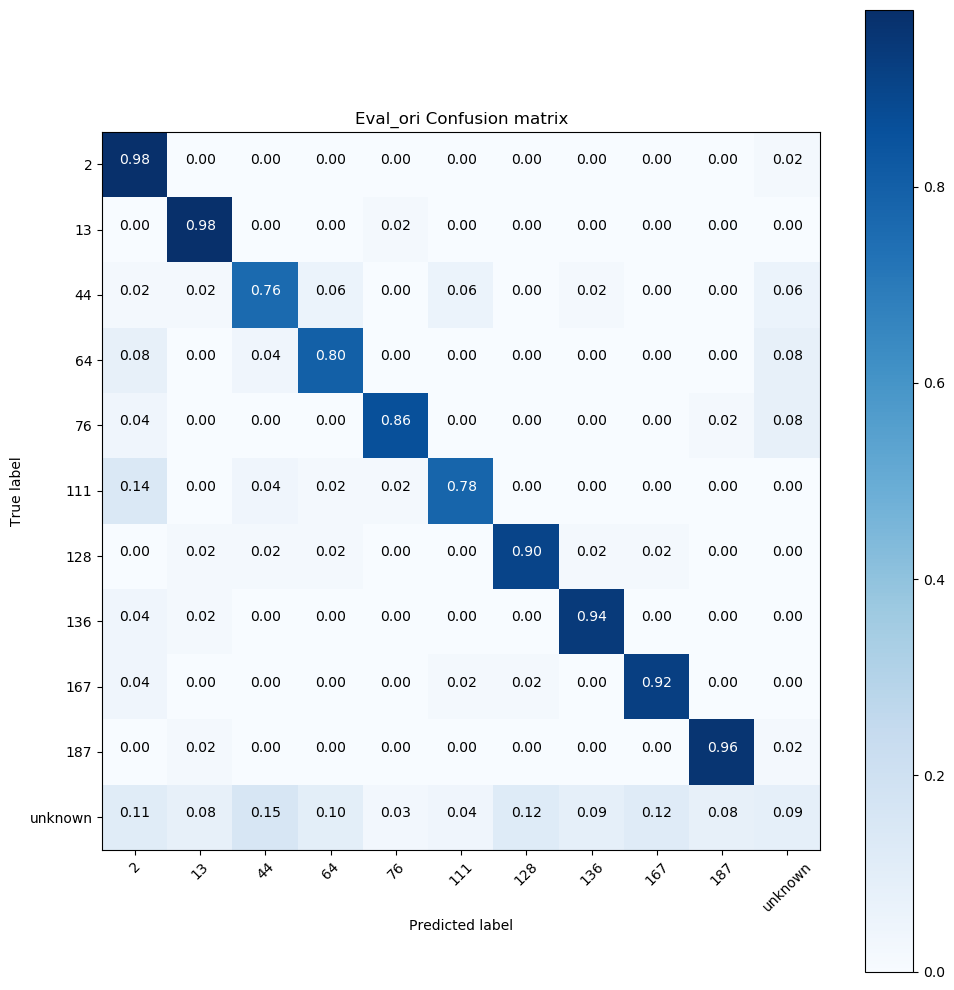 Eval_ori Confusion matrix
2 0.98 0.00 0.00 0.00 0.00 0.00 0.00 0.00 0.00 0.00 0.02
13 0.00 0.98 0.00 0.00 0.02 0.00 0.00 0.00 0.00 0.00 0.00
44 0.02 0.02 0.76 0.06 0.00 0.06 0.00 0.02 0.00 0.00 0.06
64 0.08 0.00 0.04 0.80 0.00 0.00 0.00 0.00 0.00 0.00 0.08
76 0.04 0.00 0.00 0.00 0.86 0.00 0.00 0.00 0.00 0.02 0.08
111 0.14 0.00 0.04 0.02 0.02 0.78 0.00 0.00 0.00 0.00 0.00
128 0.00 0.02 0.02 0.02 0.00 0.00 0.90 0.02 0.02 0.00 0.00
136 0.04 0.02 0.00 0.00 0.00 0.00 0.00 0.94 0.00 0.00 0.00
167 0.04 0.00 0.00 0.00 0.00 0.02 0.02 0.00 0.92 0.00 0.00
187 0.00 0.02 0.00 0.00 0.00 0.00 0.00 0.00 0.00 0.96 0.02
unknown 0.11 0.08 0.15 0.10 0.03 0.04 0.12 0.09 0.12 0.08 0.09
2 13 44 64 76 111 128 136 167 187 unknown
True label
Predicted label
0.8
0.6
0.4
0.2
0.0